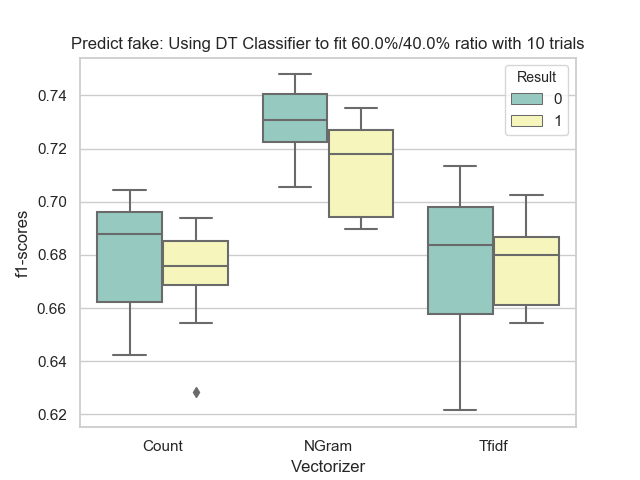 Predict fake: Using DT Classifier to fit 60.0%/40.0% ratio with 10 trials
Result
0
1
0.74
0.72
0.70
0.68
0.66
0.64
0.62
f1-scores
Count
NGram
Tfidf
Vectorizer